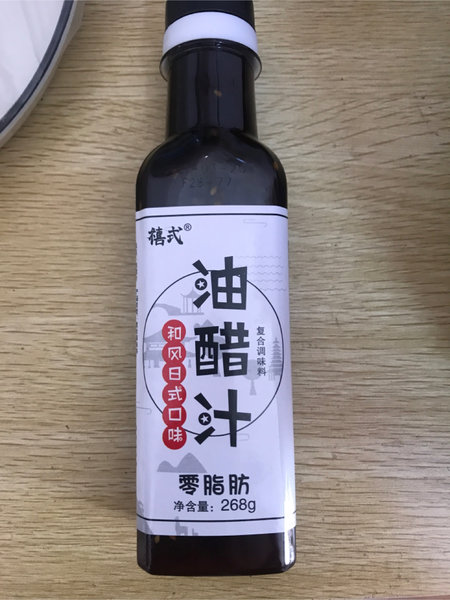 禧式®
油醋汁
和风日式口味
复合调味料
零脂肪
净含量：268g